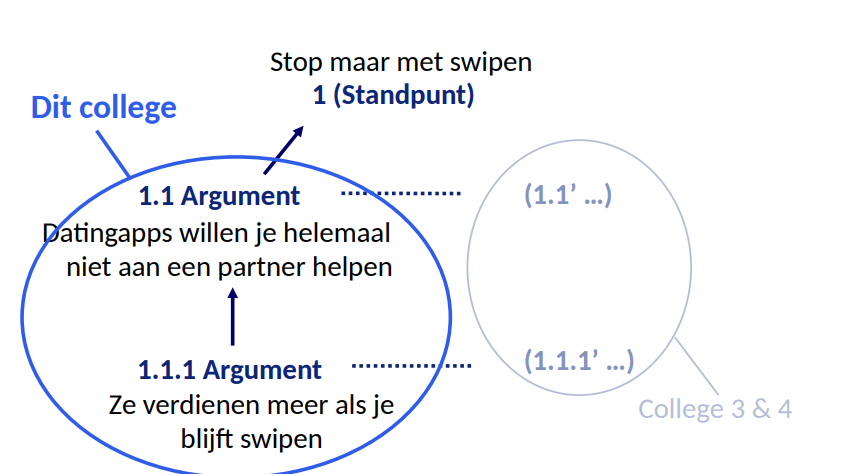 Stop maar met swipen
1 (Standpunt)
Dit college
1.1 Argument
(1.1’ ...)
Datingapps willen je helemaal
niet aan een partner helpen
1.1.1 Argument
(1.1.1’ ...)
Ze verdienen meer als je
blijft swipen
College 3 & 4